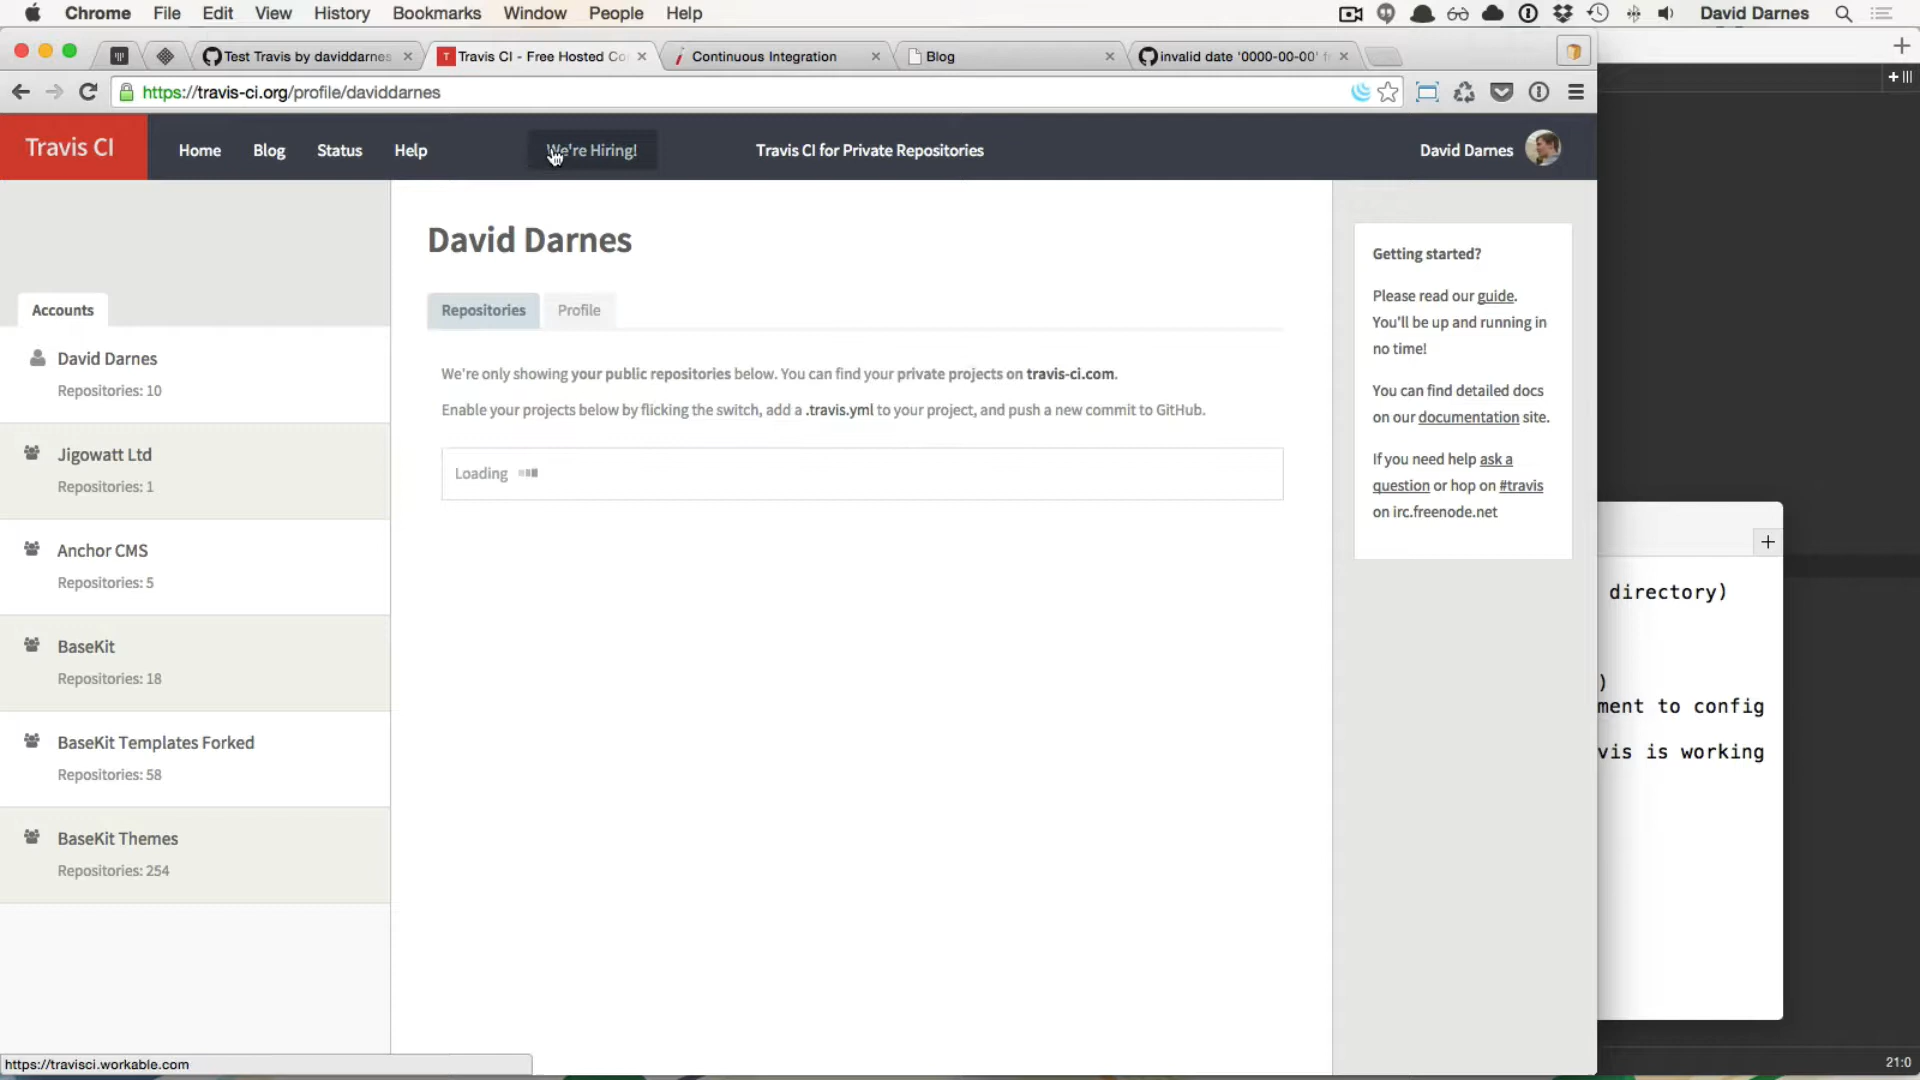 Chrome File Edit View History Bookmarks Window People Help David Darnes
Test Travis by daviddarnes Travis CI - Free Hosted Co Continuous Integration Blog invalid date '0000-00-00' f
https://travis-ci.org/profile/daviddarnes
Travis CI Home Blog Status Help We're Hiring! Travis CI for Private Repositories David Darnes
David Darnes
Repositories Profile
We're only showing your public repositories below. You can find your private projects on travis-ci.com.
Enable your projects below by flicking the switch, add a .travis.yml to your project, and push a new commit to GitHub.
Loading
Accounts
David Darnes
Repositories: 10
Jigowatt Ltd
Repositories: 1
Anchor CMS
Repositories: 5
BaseKit
Repositories: 18
BaseKit Templates Forked
Repositories: 58
BaseKit Themes
Repositories: 254
Getting started?
Please read our guide.
You'll be up and running in
no time!
You can find detailed docs
on our documentation site.
If you need help ask a
question or hop on #travis
on irc.freenode.net
directory)
)
ment to config
vis is working
https://travisci.workable.com
21:0